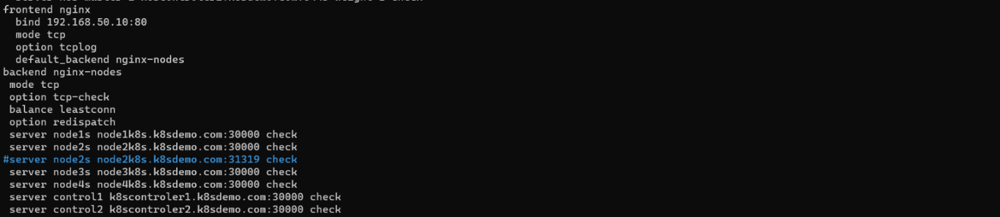 frontend nginx
bind 192.168.50.10:80
mode tcp
option tcplog
default_backend nginx-nodes
backend nginx-nodes
mode tcp
option tcp-check
balance leastconn
option redispatch
server node1s node1k8s.k8sdemo.com:30000 check
server node2s node2k8s.k8sdemo.com:30000 check
#server node2s node2k8s.k8sdemo.com:31319 check
server node3s node3k8s.k8sdemo.com:30000 check
server node4s node4k8s.k8sdemo.com:30000 check
server control1 k8scontroler1.k8sdemo.com:30000 check
server control2 k8scontroler2.k8sdemo.com:30000 check